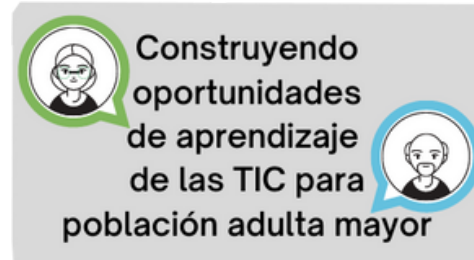 Construyendo
oportunidades
de aprendizaje
de las TIC para
población adulta mayor